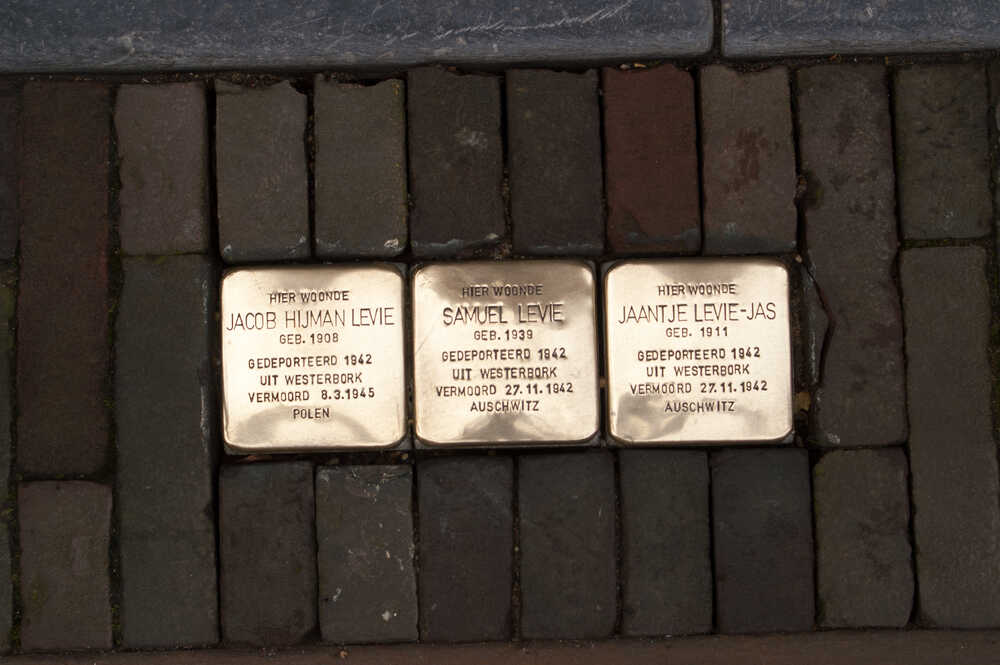 HIER WOONDE
JACOB HIJMAN LEVIE
GEB. 1908
GEDEPORTEERD 1942
UIT WESTERBORK
VERMOORD 8.3.1945
POLEN
HIER WOONDE
SAMUEL LEVIE
GEB. 1939
GEDEPORTEERD 1942
UIT WESTERBORK
VERMOORD 27.11.1942
AUSCHWITZ
HIER WOONDE
JAANTJE LEVIE-JAS
GEB. 1911
GEDEPORTEERD 1942
UIT WESTERBORK
VERMOORD 27.11.1942
AUSCHWITZ